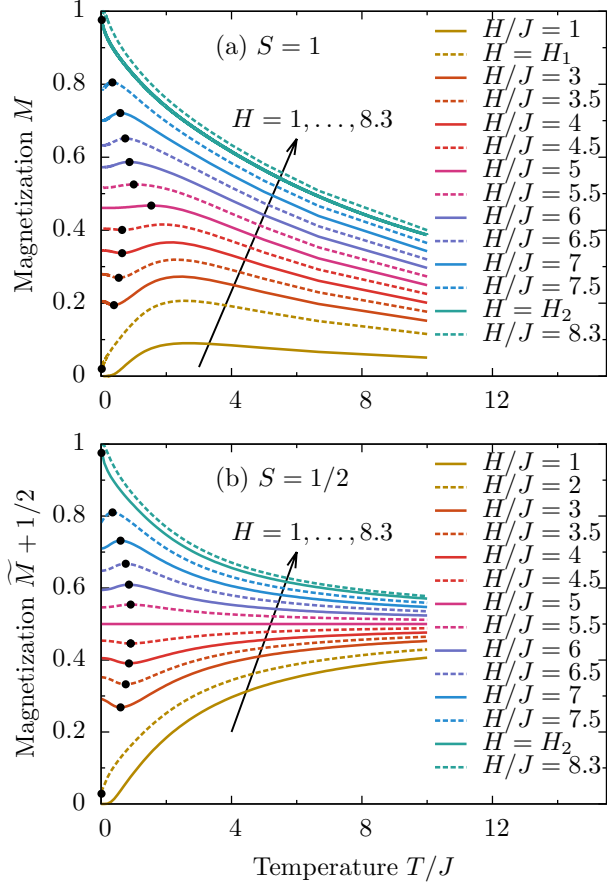 1
0.8
0.6
0.4
0.2
0
Magnetization M
(a) S = 1
H = 1, . . . , 8.3
H/J = 1
H = H₁
H/J = 3
H/J = 3.5
H/J = 4
H/J = 4.5
H/J = 5
H/J = 5.5
H/J = 6
H/J = 6.5
H/J = 7
H/J = 7.5
H = H₂
H/J = 8.3
0 4 8 12
1
0.8
0.6
0.4
0.2
0
Magnetization M̃ + 1/2
(b) S = 1/2
H = 1, . . . , 8.3
H/J = 1
H/J = 2
H/J = 3
H/J = 3.5
H/J = 4
H/J = 4.5
H/J = 5
H/J = 5.5
H/J = 6
H/J = 6.5
H/J = 7
H/J = 7.5
H = H₂
H/J = 8.3
0 4 8 12
Temperature T/J